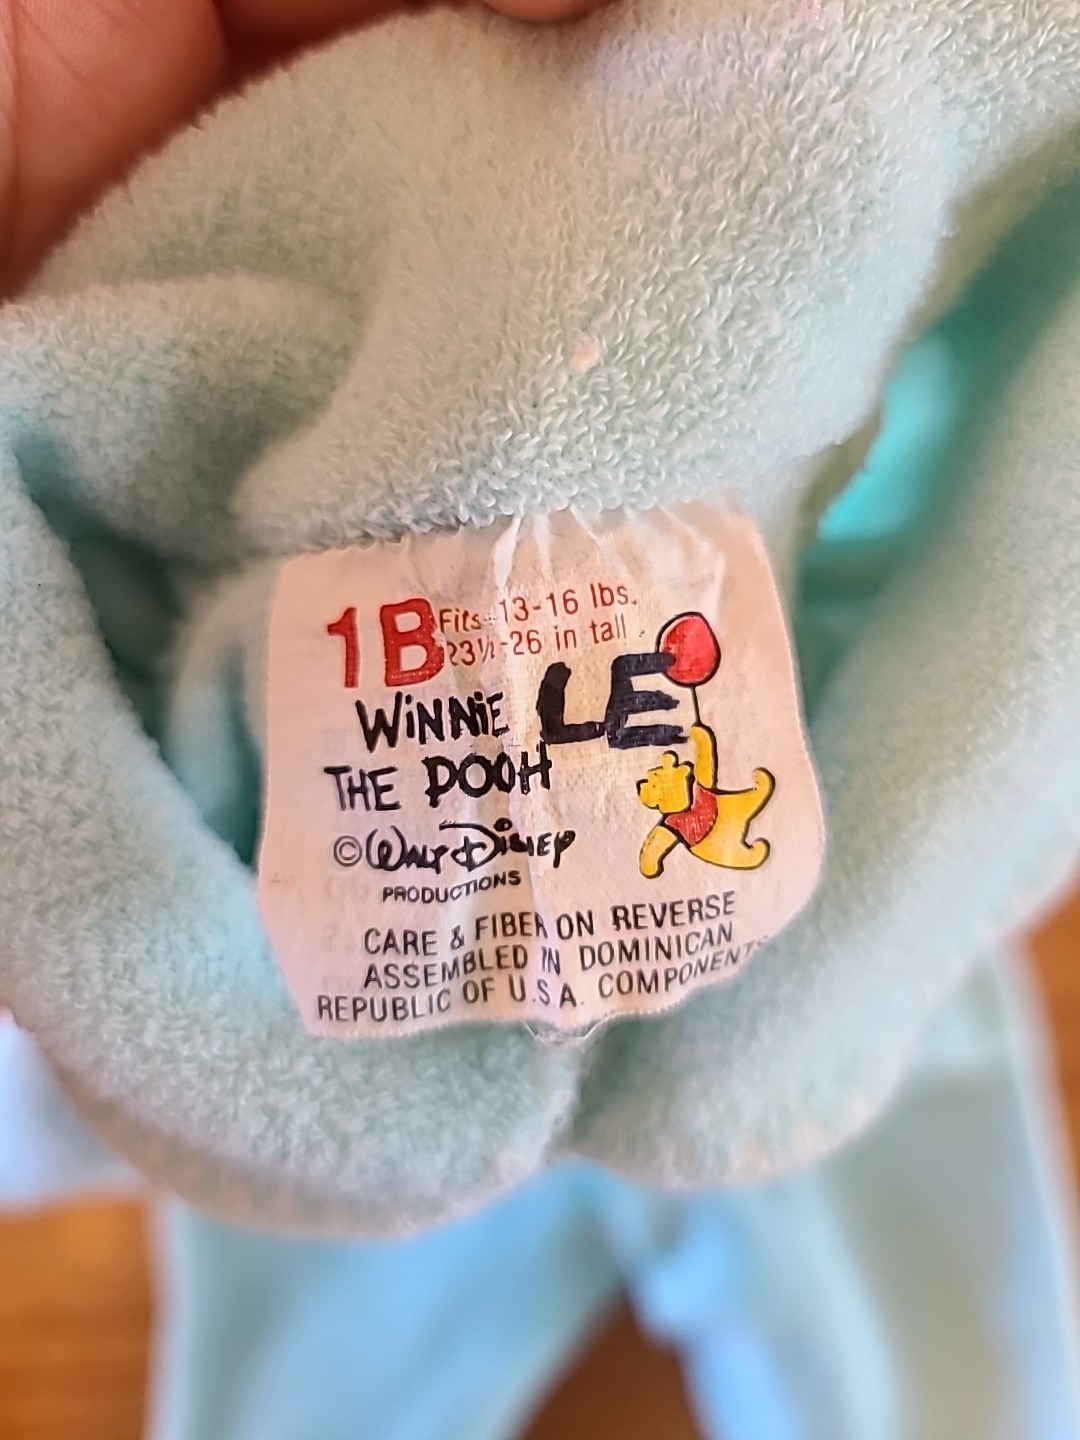 1B Fits 13-16 lbs.
23½-26 in tall
LE
WiNNiE
THE POOH
© WALT DiSNEY
PRODUCTIONS
CARE & FIBER ON REVERSE
ASSEMBLED IN DOMINICAN
REPUBLIC OF U.S.A. COMPONENTS